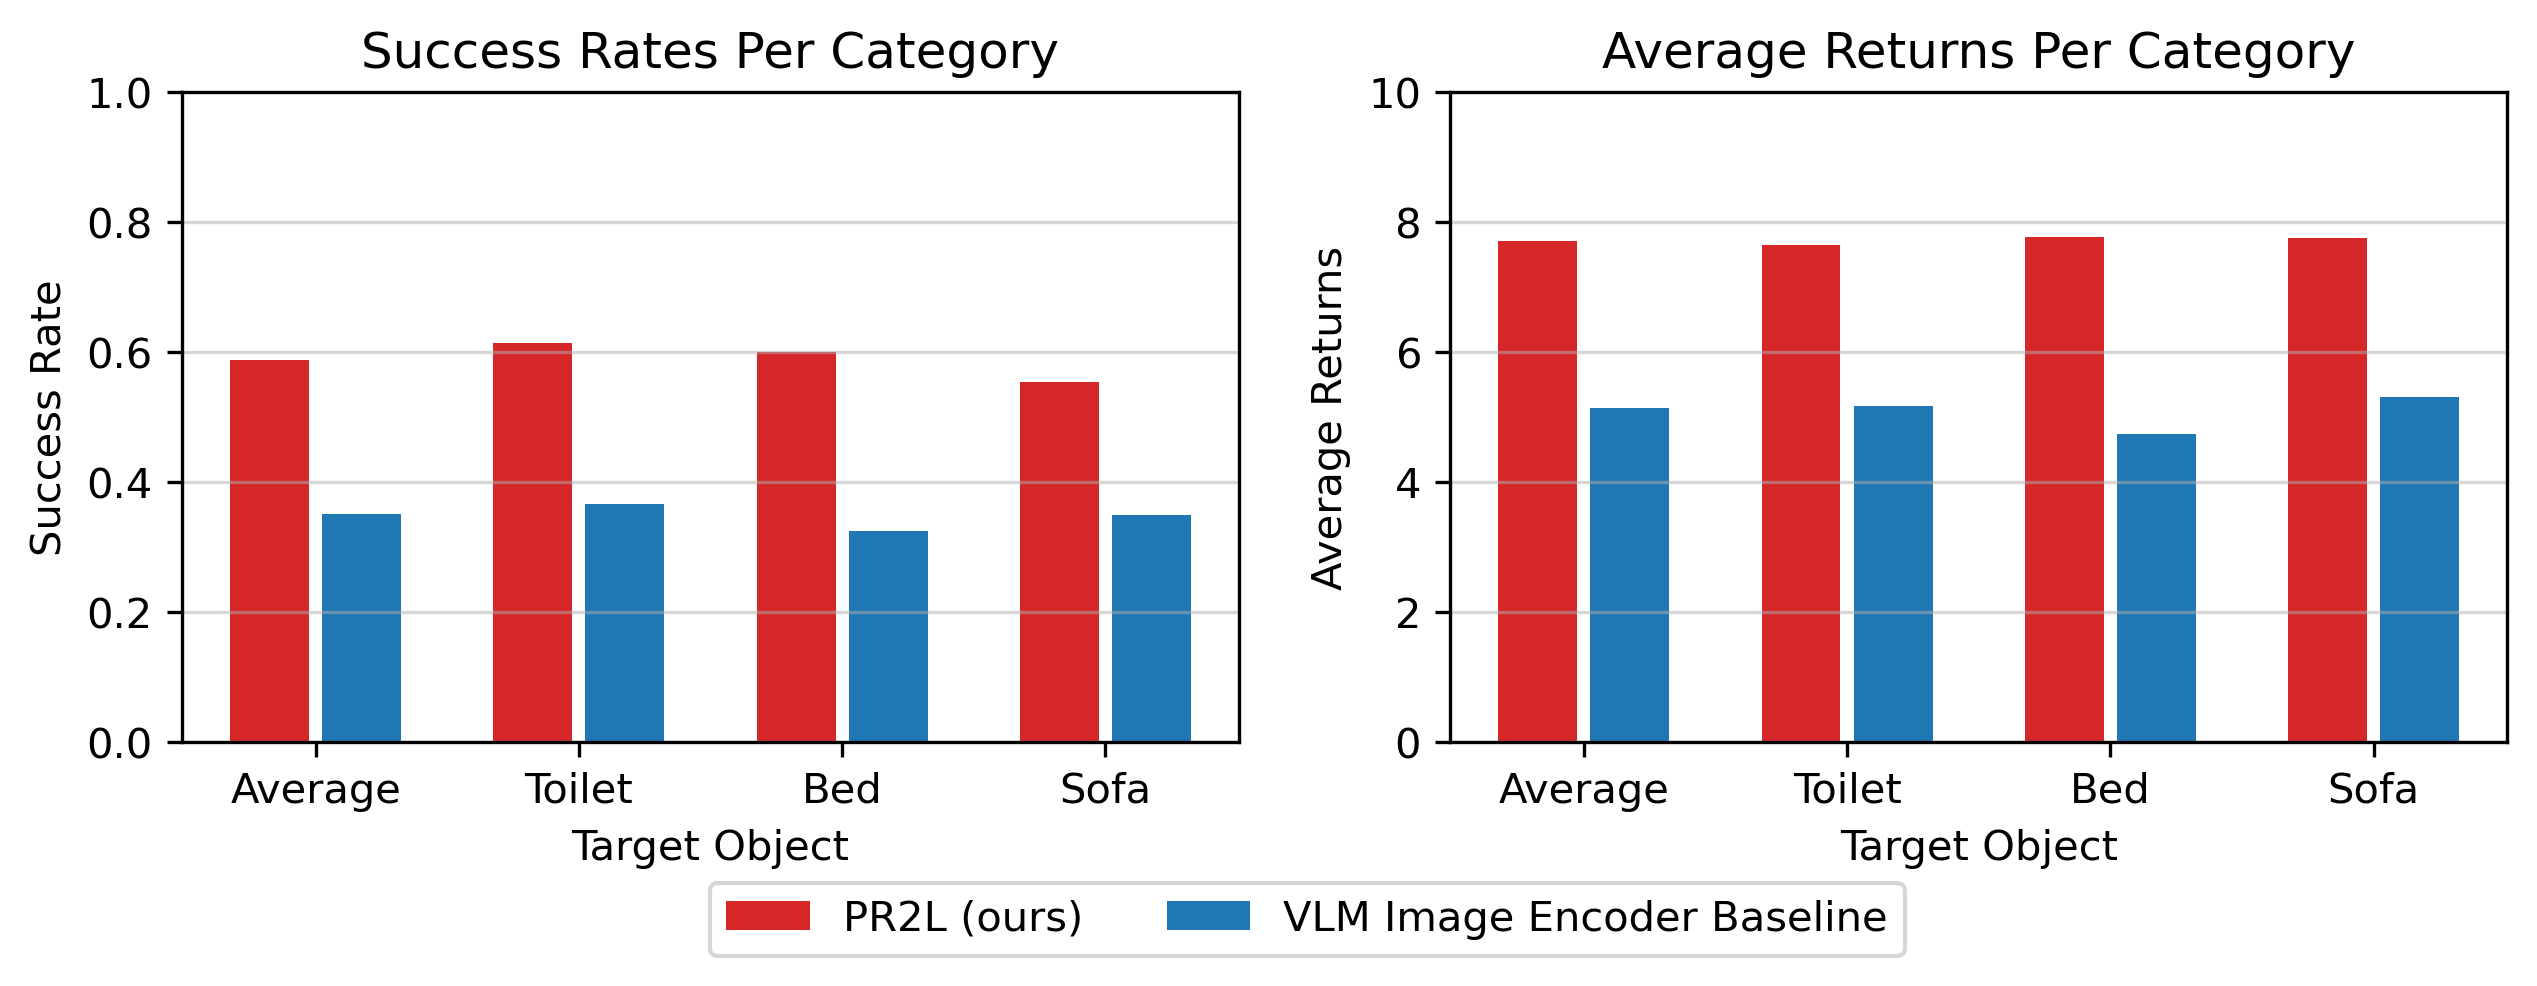 Success Rates Per Category
1.0
0.8
0.6
0.4
0.2
0.0
Success Rate
Average Toilet Bed Sofa
Target Object
Average Returns Per Category
10
8
6
4
2
0
Average Returns
Average Toilet Bed Sofa
Target Object
PR2L (ours) VLM Image Encoder Baseline